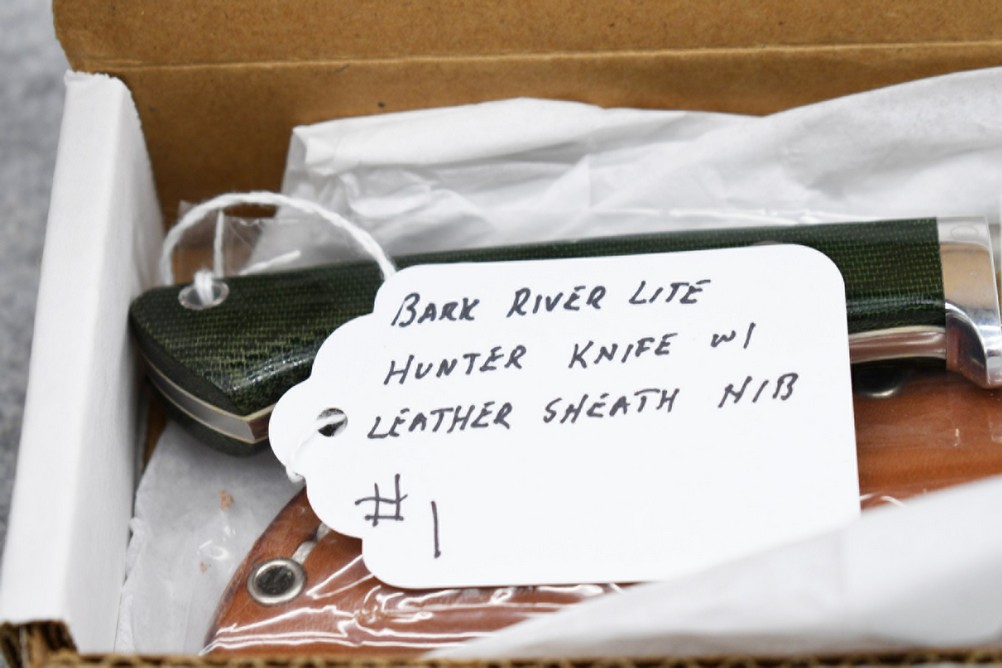 BARK RIVER LITE
HUNTER KNIFE W/
LEATHER SHEATH NIB
# 1